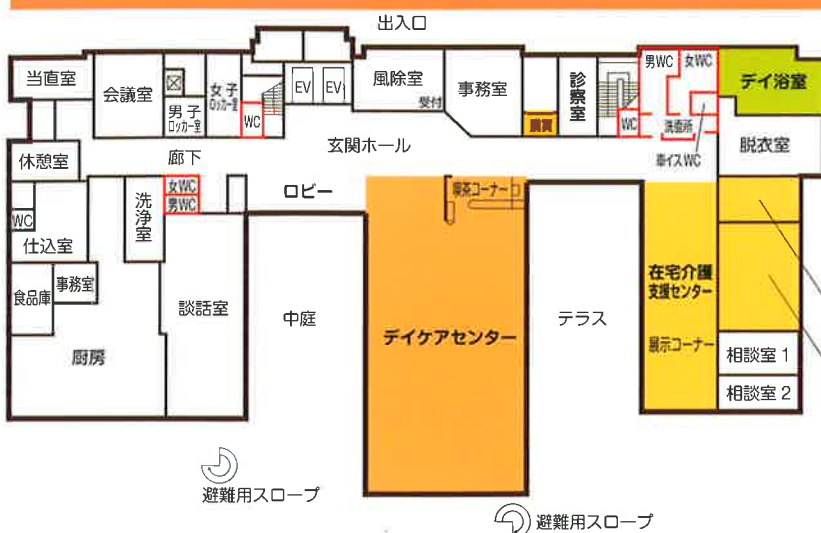 出入口
当直室
会議室
男子
ロッカー室
女子
ロッカー室
WC
EV
EV
風除室
受付
事務室
購買
診察室
WC
男WC
女WC
洗面所
車イスWC
デイ浴室
脱衣室
休憩室
廊下
玄関ホール
ロビー
喫茶コーナー
女WC
男WC
洗浄室
WC
仕込室
食品庫
事務室
厨房
談話室
中庭
デイケアセンター
テラス
在宅介護
支援センター
展示コーナー
相談室1
相談室2
避難用スロープ
避難用スロープ